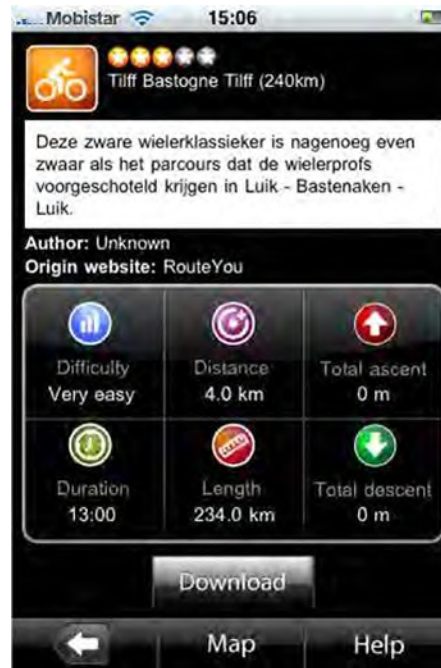 Mobistar 15:06
Tilff Bastogne Tilff (240km)
Deze zware wielerklassieker is nagenoeg even
zwaar als het parcours dat de wielerprofs
voorgeschoteld krijgen in Luik - Bastenaken -
Luik.
Author: Unknown
Origin website: RouteYou
Difficulty Distance Total ascent
Very easy 4.0 km 0 m
Duration Length Total descent
13:00 234.0 km 0 m
Download
Map Help